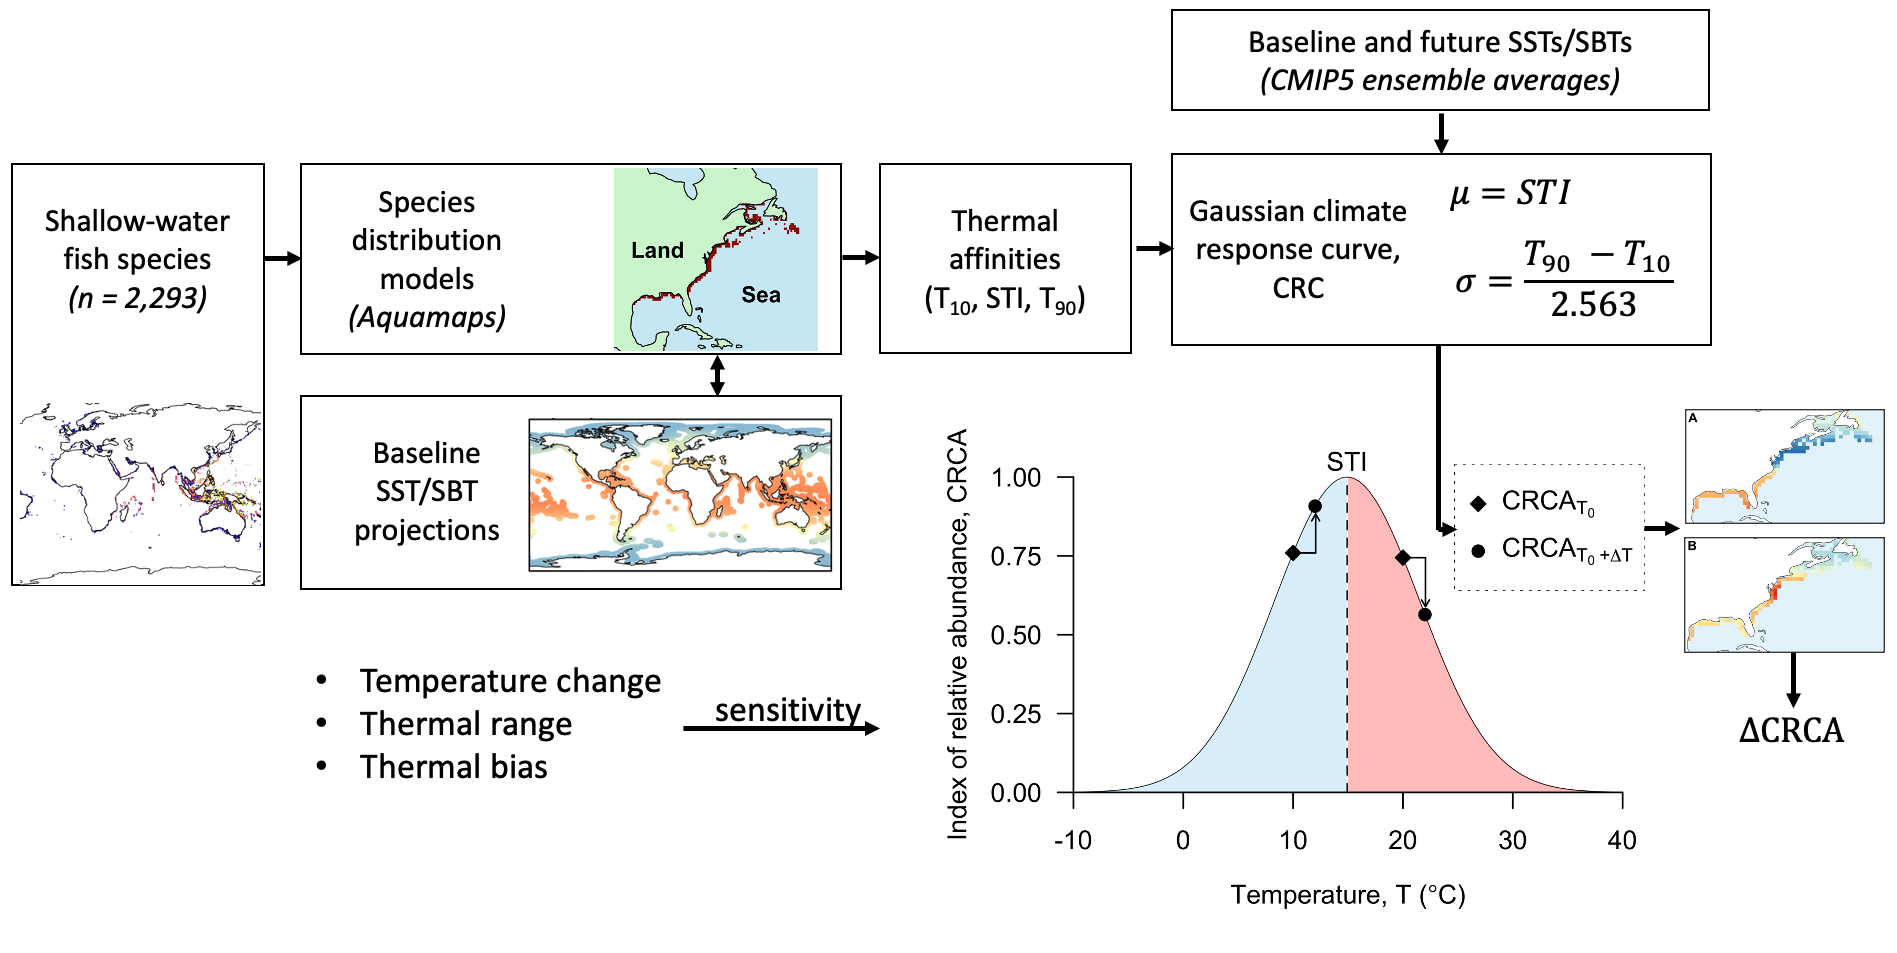 Baseline and future SSTs/SBTs
(CMIP5 ensemble averages)
Shallow-water
fish species
(n = 2,293)
Species
distribution
models
(Aquamaps)
Land
Sea
Thermal
affinities
(T10, STI, T90)
Gaussian climate
response curve,
CRC
μ = STI
σ = T90 − T10
2.563
Baseline
SST/SBT
projections
• Temperature change
• Thermal range
• Thermal bias
sensitivity
Index of relative abundance, CRCA
1.00
0.75
0.50
0.25
0.00
STI
-10 0 10 20 30 40
Temperature, T (°C)
CRCAT0
CRCAT0 +ΔT
A
B
ΔCRCA